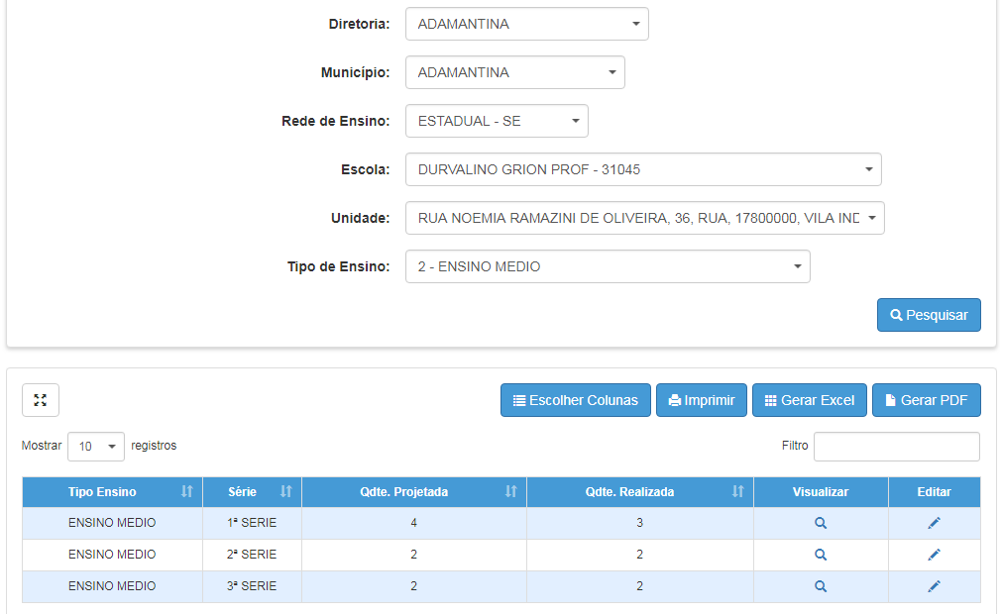 Diretoria: ADAMANTINA
Município: ADAMANTINA
Rede de Ensino: ESTADUAL - SE
Escola: DURVALINO GRION PROF - 31045
Unidade: RUA NOEMIA RAMAZINI DE OLIVEIRA, 36, RUA, 17800000, VILA IND
Tipo de Ensino: 2 - ENSINO MEDIO
Pesquisar
Escolher Colunas Imprimir Gerar Excel Gerar PDF
Mostrar 10 registros Filtro
Tipo Ensino Série Qdte. Projetada Qdte. Realizada Visualizar Editar
ENSINO MEDIO 1ª SERIE 4 3
ENSINO MEDIO 2ª SERIE 2 2
ENSINO MEDIO 3ª SERIE 2 2